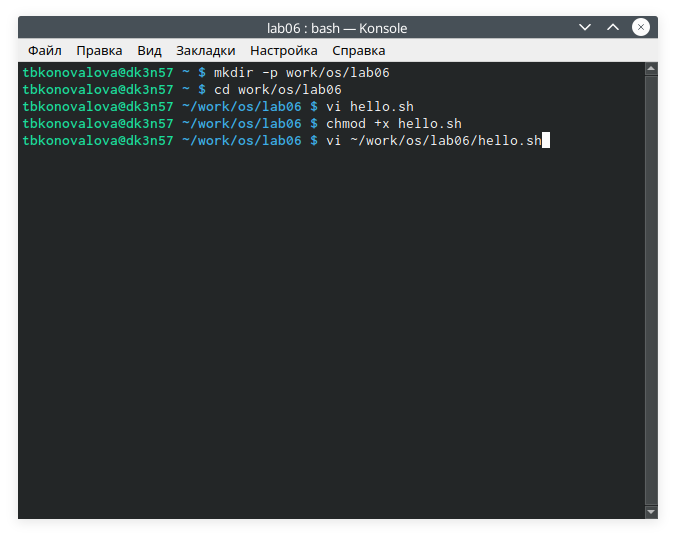 lab06 : bash — Konsole
Файл Правка Вид Закладки Настройка Справка
tbkonovalova@dk3n57 ~ $ mkdir -p work/os/lab06
tbkonovalova@dk3n57 ~ $ cd work/os/lab06
tbkonovalova@dk3n57 ~/work/os/lab06 $ vi hello.sh
tbkonovalova@dk3n57 ~/work/os/lab06 $ chmod +x hello.sh
tbkonovalova@dk3n57 ~/work/os/lab06 $ vi ~/work/os/lab06/hello.sh